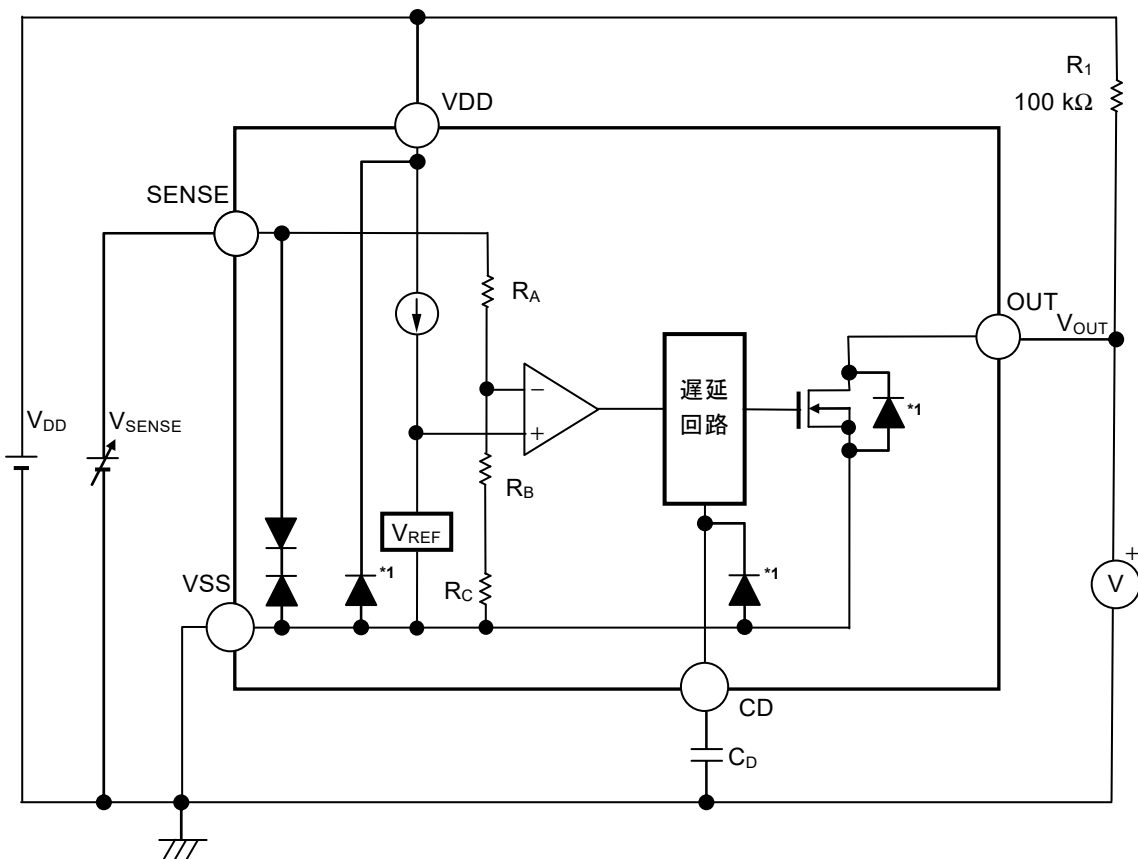 R1
100 kΩ
VDD
SENSE
RA
OUT
VOUT
遅延
回路
*1
−
+
VDD
VSENSE
RB
VREF
VSS
*1
RC
*1
+
V
CD
CD